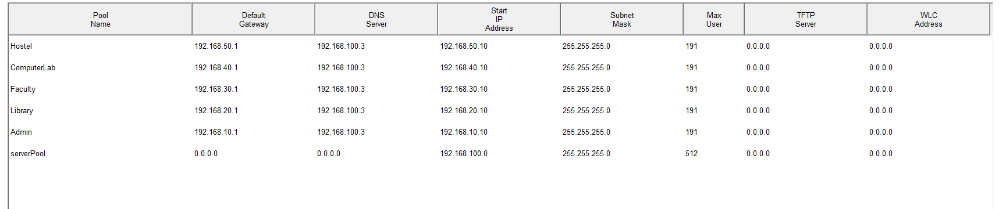 Pool Name Default Gateway DNS Server Start IP Address Subnet Mask Max User TFTP Server WLC Address
Hostel 192.168.50.1 192.168.100.3 192.168.50.10 255.255.255.0 191 0.0.0.0 0.0.0.0
ComputerLab 192.168.40.1 192.168.100.3 192.168.40.10 255.255.255.0 191 0.0.0.0 0.0.0.0
Faculty 192.168.30.1 192.168.100.3 192.168.30.10 255.255.255.0 191 0.0.0.0 0.0.0.0
Library 192.168.20.1 192.168.100.3 192.168.20.10 255.255.255.0 191 0.0.0.0 0.0.0.0
Admin 192.168.10.1 192.168.100.3 192.168.10.10 255.255.255.0 191 0.0.0.0 0.0.0.0
serverPool 0.0.0.0 0.0.0.0 192.168.100.0 255.255.255.0 512 0.0.0.0 0.0.0.0